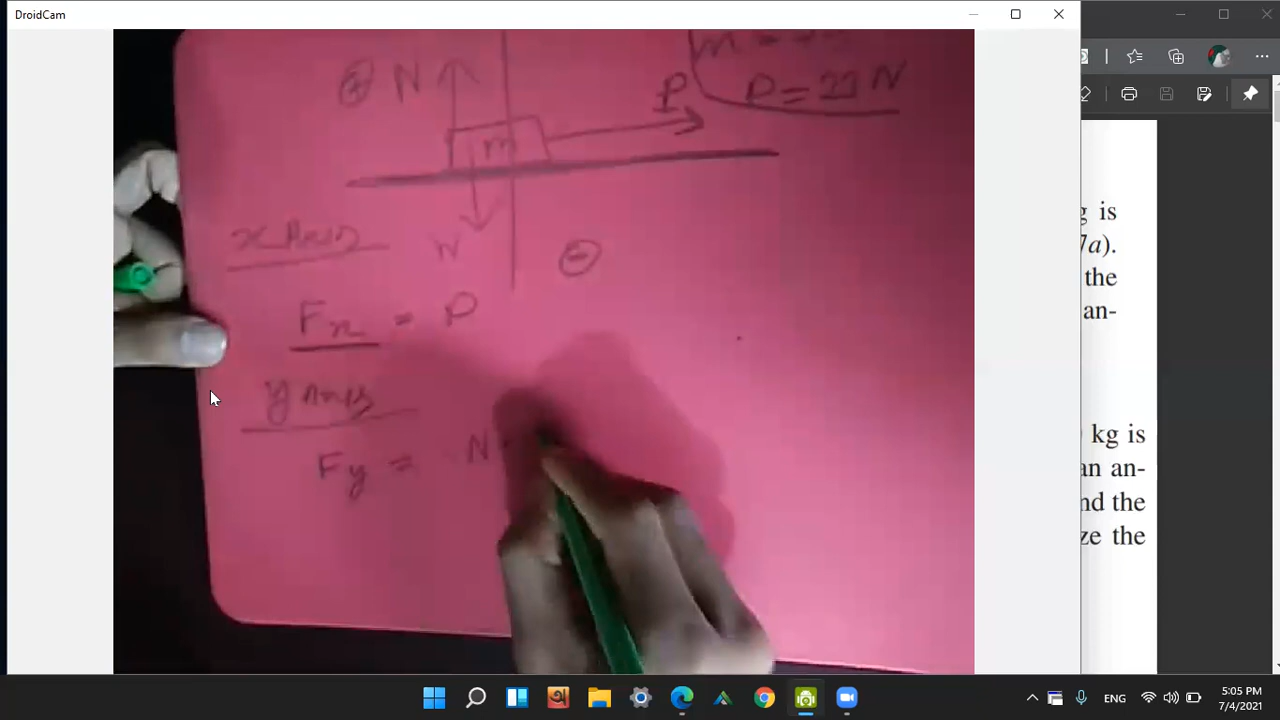 DroidCam
+ N
P
P = 22 N
m
x Axis
-
Fx = P
y Axis
Fy = N
g is
7a).
the
an-
kg is
an an-
nd the
ze the
ENG
5:05 PM
7/4/2021